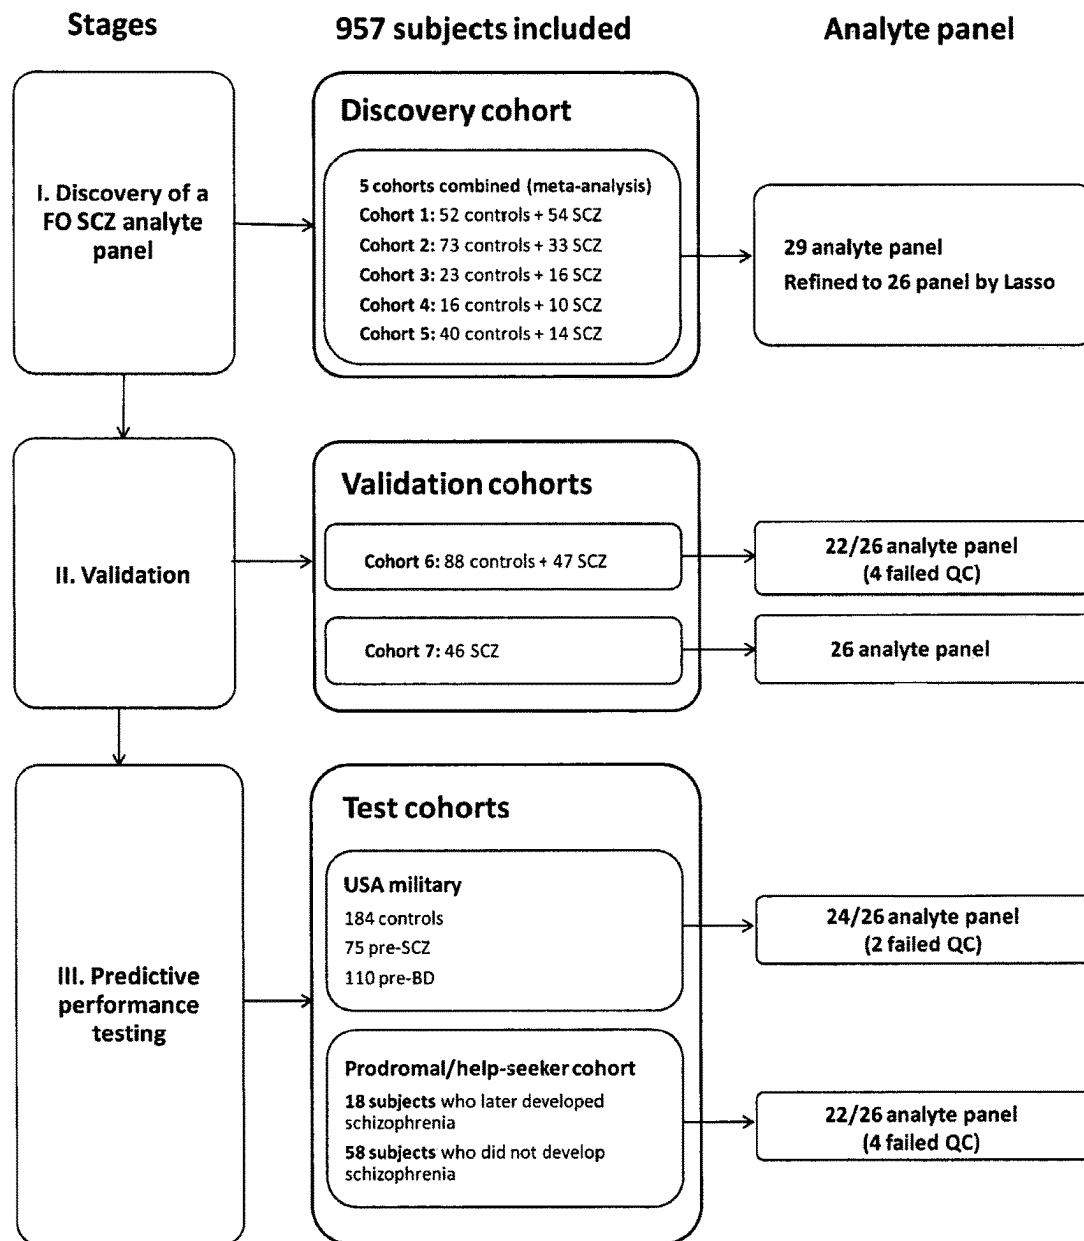 Stages
957 subjects included
Analyte panel
I. Discovery of a
FO SCZ analyte
panel
Discovery cohort
5 cohorts combined (meta-analysis)
Cohort 1: 52 controls + 54 SCZ
Cohort 2: 73 controls + 33 SCZ
Cohort 3: 23 controls + 16 SCZ
Cohort 4: 16 controls + 10 SCZ
Cohort 5: 40 controls + 14 SCZ
29 analyte panel
Refined to 26 panel by Lasso
II. Validation
Validation cohorts
Cohort 6: 88 controls + 47 SCZ
22/26 analyte panel
(4 failed QC)
Cohort 7: 46 SCZ
26 analyte panel
III. Predictive
performance
testing
Test cohorts
USA military
184 controls
75 pre-SCZ
110 pre-BD
24/26 analyte panel
(2 failed QC)
Prodromal/help-seeker cohort
18 subjects who later developed
schizophrenia
58 subjects who did not develop
schizophrenia
22/26 analyte panel
(4 failed QC)